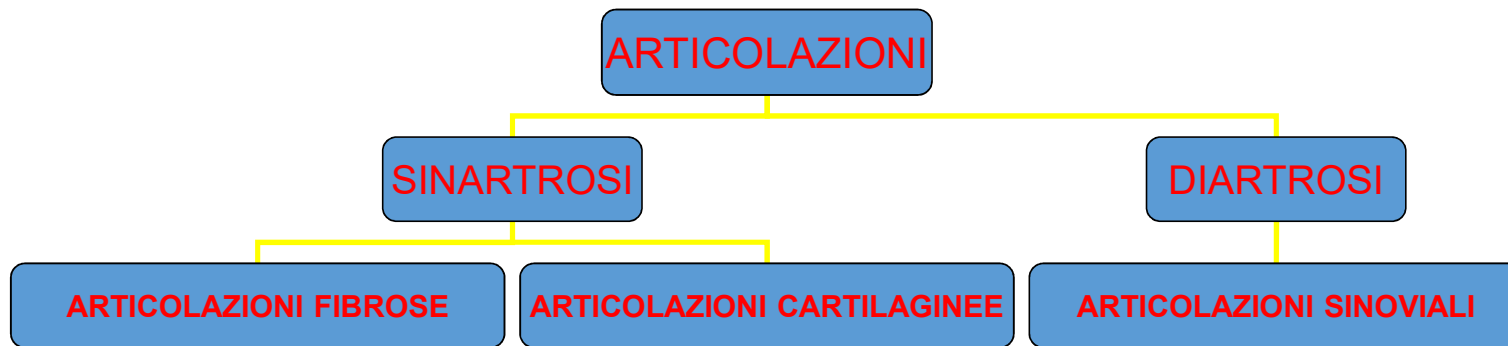 ARTICOLAZIONI
SINARTROSI
DIARTROSI
ARTICOLAZIONI FIBROSE
ARTICOLAZIONI CARTILAGINEE
ARTICOLAZIONI SINOVIALI